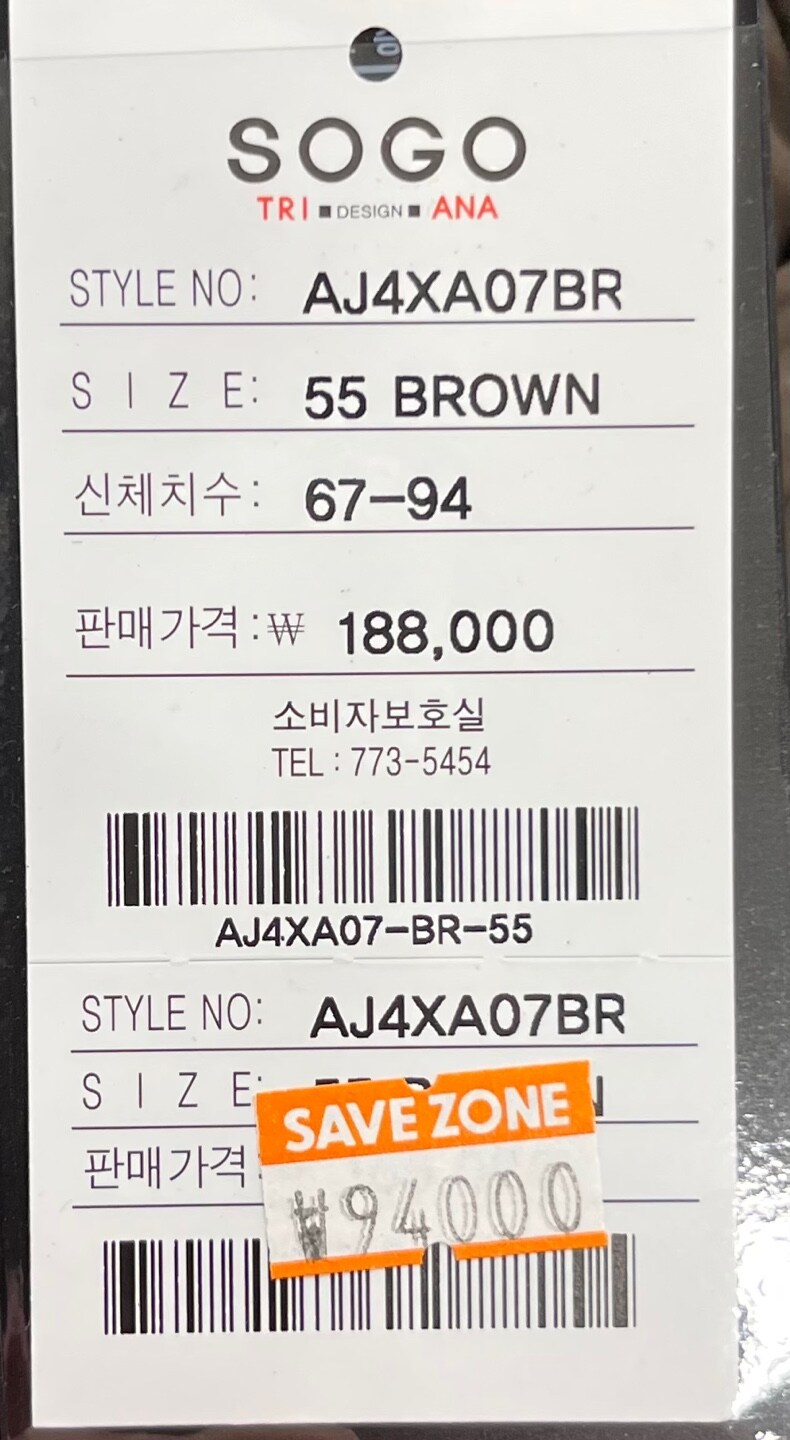 SOGO
TRI ■ DESIGN ■ ANA
STYLE NO: AJ4XA07BR
SIZE: 55 BROWN
신체치수: 67-94
판매가격:₩ 188,000
소비자보호실
TEL : 773-5454
AJ4XA07-BR-55
STYLE NO: AJ4XA07BR
SIZE:
SAVE ZONE
판매가격:
₩94000